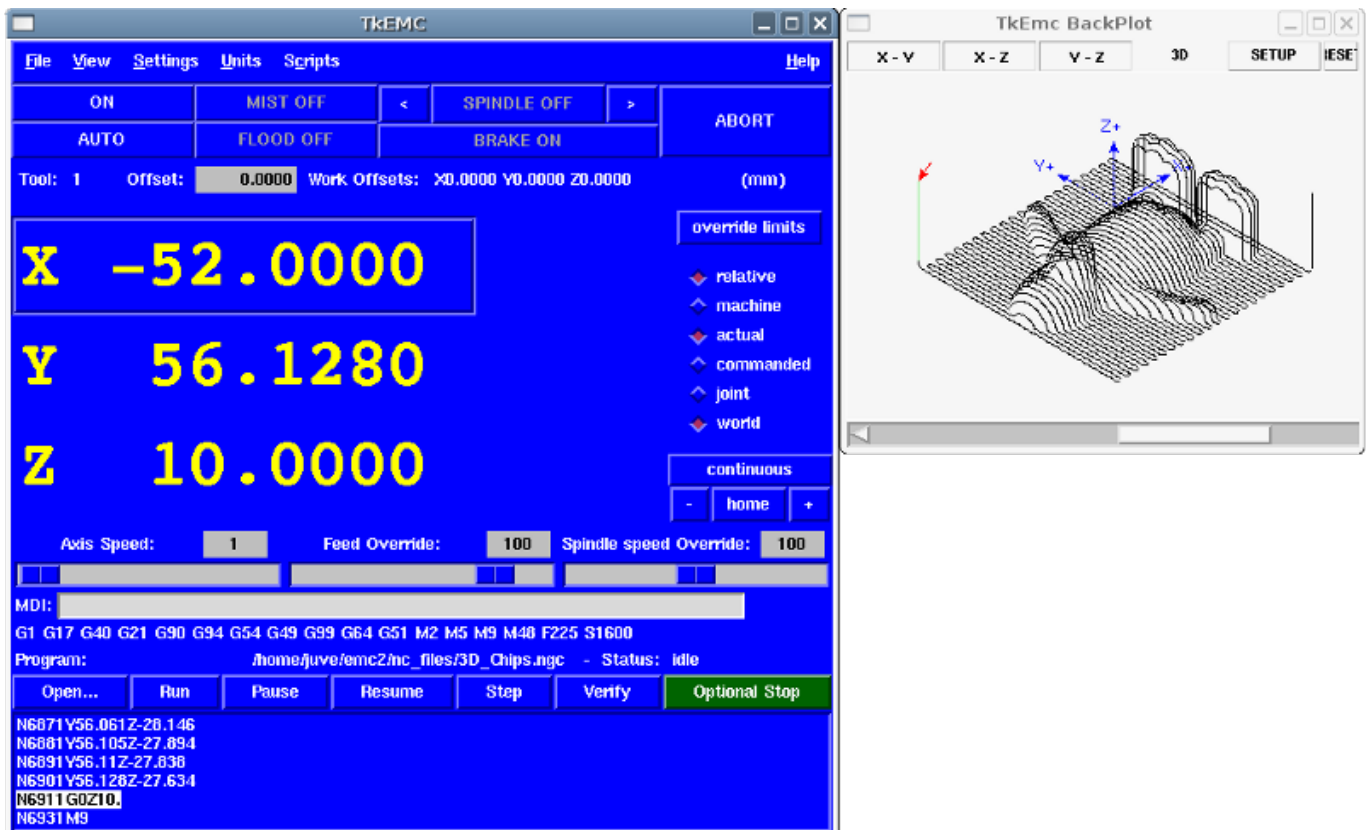 TkEMC
File View Settings Units Scripts Help
ON MIST OFF < SPINDLE OFF >
ABORT
AUTO FLOOD OFF BRAKE ON
Tool: 1 Offset: 0.0000 Work Offsets: X0.0000 Y0.0000 Z0.0000 (mm)
override limits
X -52.0000
relative
machine
actual
Y 56.1280
commanded
joint
world
Z 10.0000
continuous
- home +
Axis Speed: 1 Feed Override: 100 Spindle speed Override: 100
MDI:
G1 G17 G40 G21 G90 G94 G54 G49 G99 G64 G51 M2 M5 M9 M48 F225 S1600
Program: /home/juve/emc2/nc_files/3D_Chips.ngc - Status: idle
Open... Run Pause Resume Step Verify Optional Stop
N6871Y56.061Z-28.146
N6881Y56.105Z-27.894
N6891Y56.11Z-27.838
N6901Y56.128Z-27.634
N6911G0Z10.
N6931M9
TkEmc BackPlot
X - Y X - Z Y - Z 3D SETUP
Z+
Y+
X+